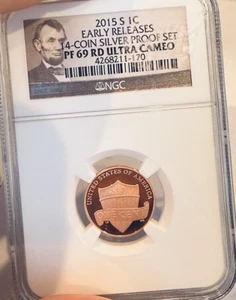 2015 S 1C
EARLY RELEASES
14-COIN SILVER PROOF SET
PF 69 RD ULTRA CAMEO
4268211-170
NGC
UNITED STATES OF AMERICA